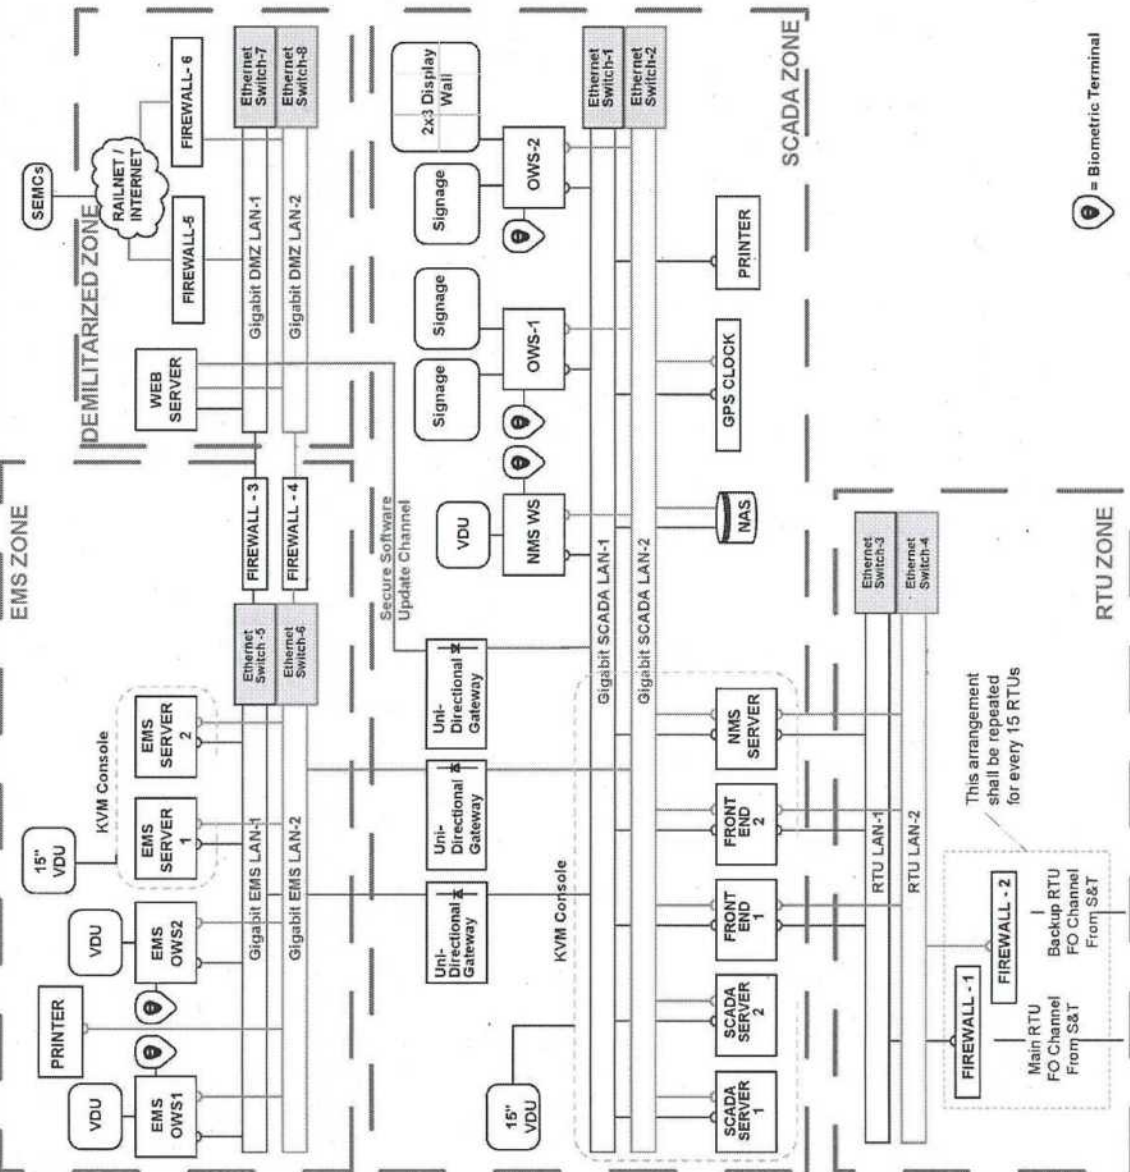 EMS ZONE
VDU
PRINTER
VDU
15"
VDU
KVM Console
EMS
OWS1
EMS
OWS2
EMS
SERVER
1
EMS
SERVER
2
Ethernet
Switch -5
Ethernet
Switch-6
Gigabit EMS LAN-1
Gigabit EMS LAN-2
FIREWALL - 3
FIREWALL - 4
DEMILITARIZED ZONE
SEMCs
RAILNET /
INTERNET
WEB
SERVER
FIREWALL-5
FIREWALL- 6
Gigabit DMZ LAN-1
Gigabit DMZ LAN-2
Ethernet
Switch-7
Ethernet
Switch-8
Secure Software
Update Channel
Uni-
Directional
Gateway
Uni-
Directional
Gateway
Uni-
Directional
Gateway
VDU
Signage
Signage
Signage
2x3 Display
Wall
NMS WS
OWS-1
OWS-2
15"
VDU
KVM Console
Gigabit SCADA LAN-1
Gigabit SCADA LAN-2
Ethernet
Switch-1
Ethernet
Switch-2
SCADA
SERVER
1
SCADA
SERVER
2
FRONT
END
1
FRONT
END
2
NMS
SERVER
NAS
GPS CLOCK
PRINTER
SCADA ZONE
RTU LAN-1
RTU LAN-2
Ethernet
Switch-3
Ethernet
Switch-4
FIREWALL - 1
FIREWALL - 2
Main RTU
FO Channel
From S&T
Backup RTU
FO Channel
From S&T
This arrangement
shall be repeated
for every 15 RTUs
RTU ZONE
= Biometric Terminal